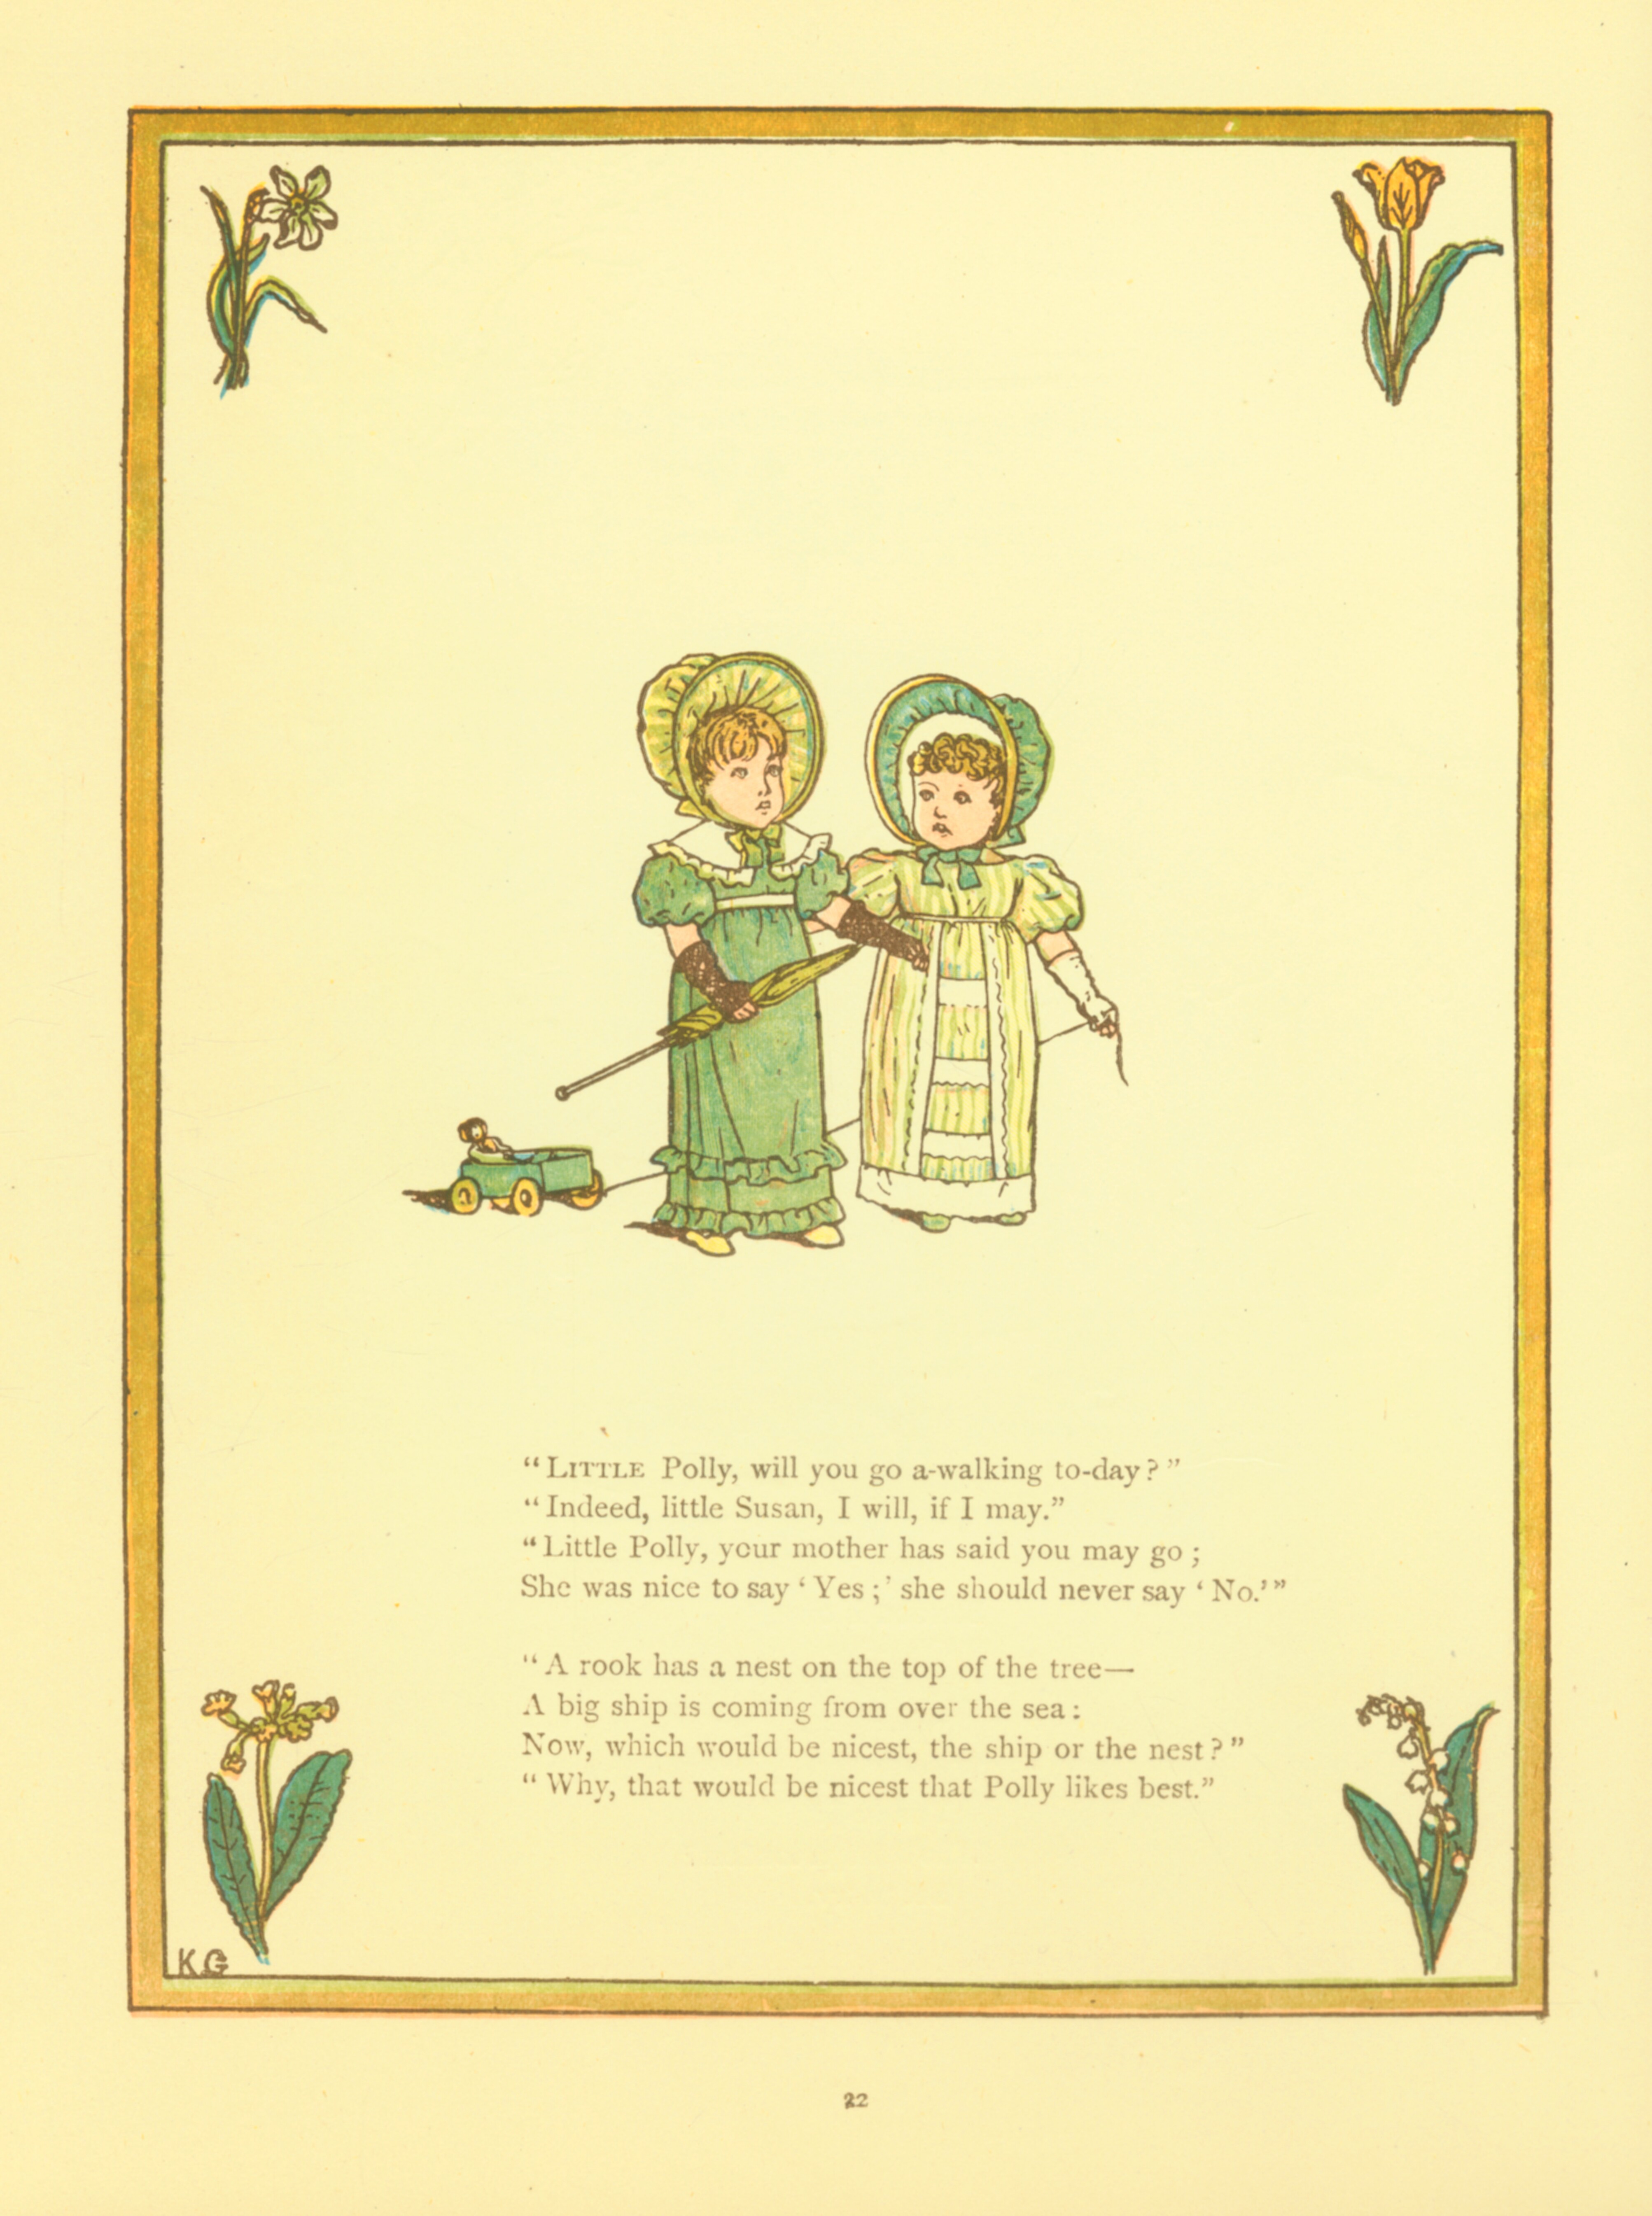 “LITTLE Polly, will you go a-walking to-day?”
“Indeed, little Susan, I will, if I may.”
“Little Polly, your mother has said you may go;
She was nice to say ‘Yes;’ she should never say ‘No.’”
“A rook has a nest on the top of the tree—
A big ship is coming from over the sea:
Now, which would be nicest, the ship or the nest?”
“Why, that would be nicest that Polly likes best.”
K.G
22